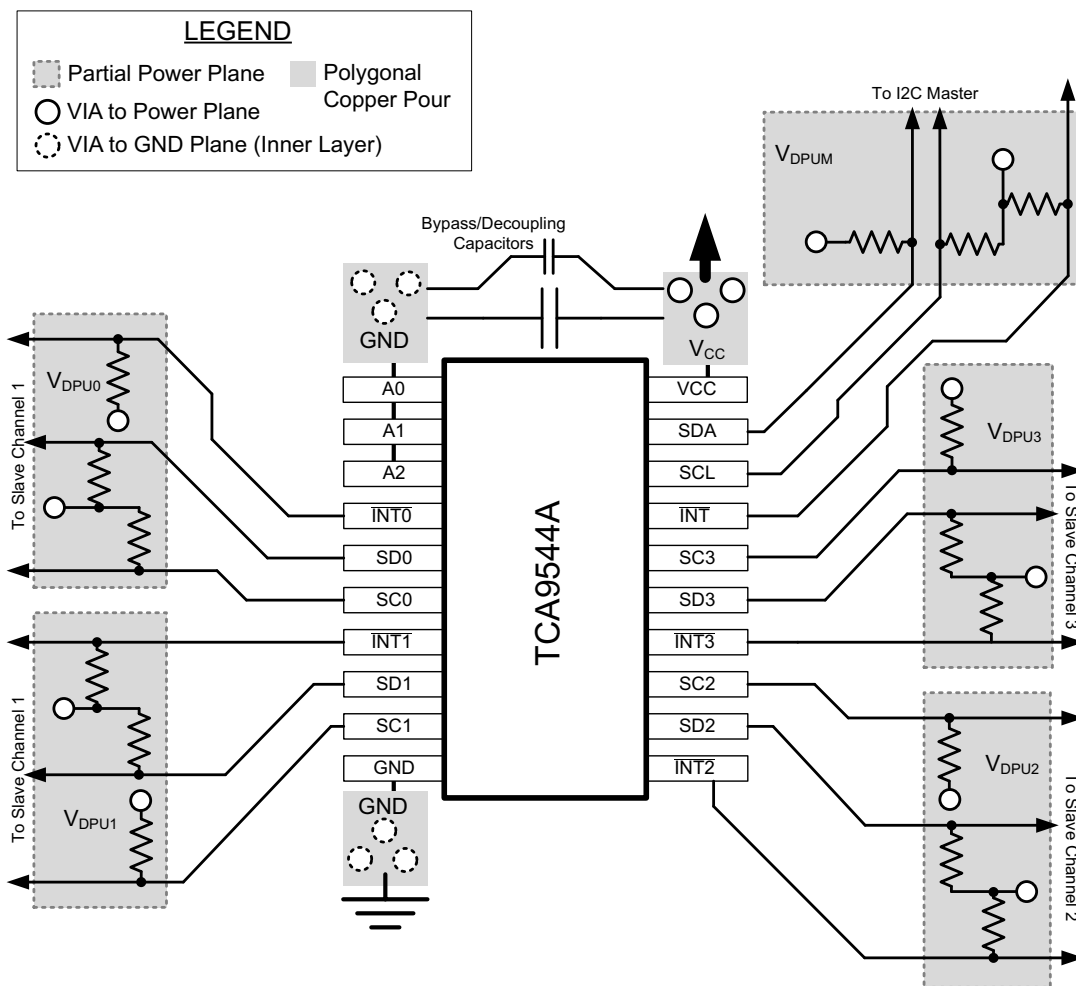 LEGEND
Partial Power Plane
Polygonal
Copper Pour
VIA to Power Plane
VIA to GND Plane (Inner Layer)
To I2C Master
VDPUM
Bypass/Decoupling
Capacitors
GND
VCC
VDPU0
To Slave Channel 1
VDPU1
To Slave Channel 1
A0
A1
A2
INT0
SD0
SC0
INT1
SD1
SC1
GND
GND
TCA9544A
VCC
SDA
SCL
INT
SC3
SD3
INT3
SC2
SD2
INT2
VDPU3
To Slave Channel 3
VDPU2
To Slave Channel 2